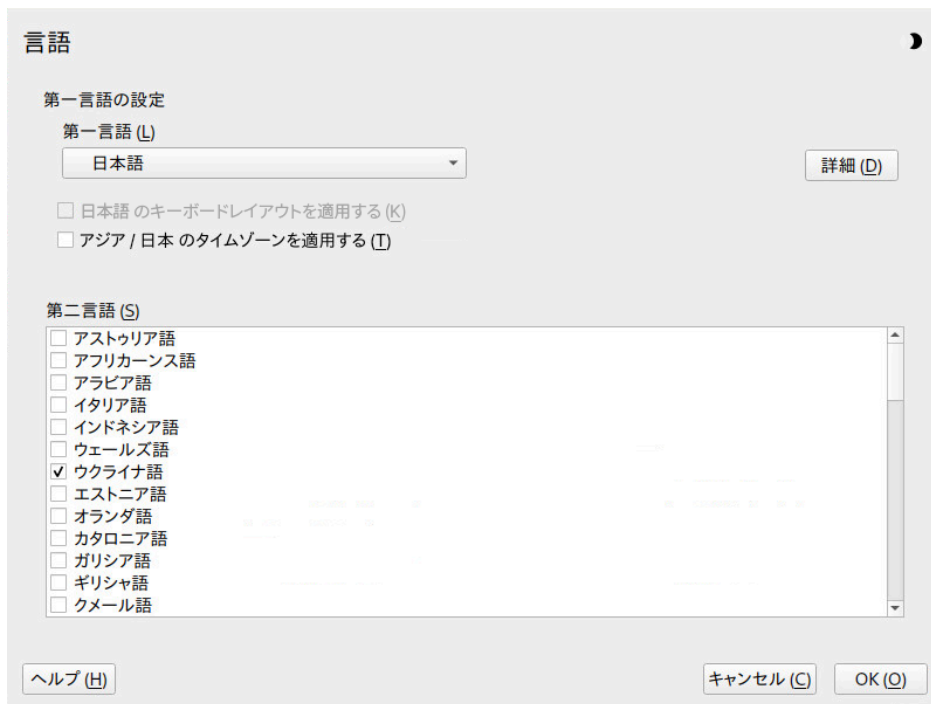 言語
第一言語の設定
第一言語 (L)
日本語
詳細 (D)
日本語 のキーボードレイアウトを適用する (K)
アジア / 日本 のタイムゾーンを適用する (T)
第二言語 (S)
アストゥリア語
アフリカーンス語
アラビア語
イタリア語
インドネシア語
ウェールズ語
ウクライナ語
エストニア語
オランダ語
カタロニア語
ガリシア語
ギリシャ語
クメール語
ヘルプ (H)
キャンセル (C)
OK (O)